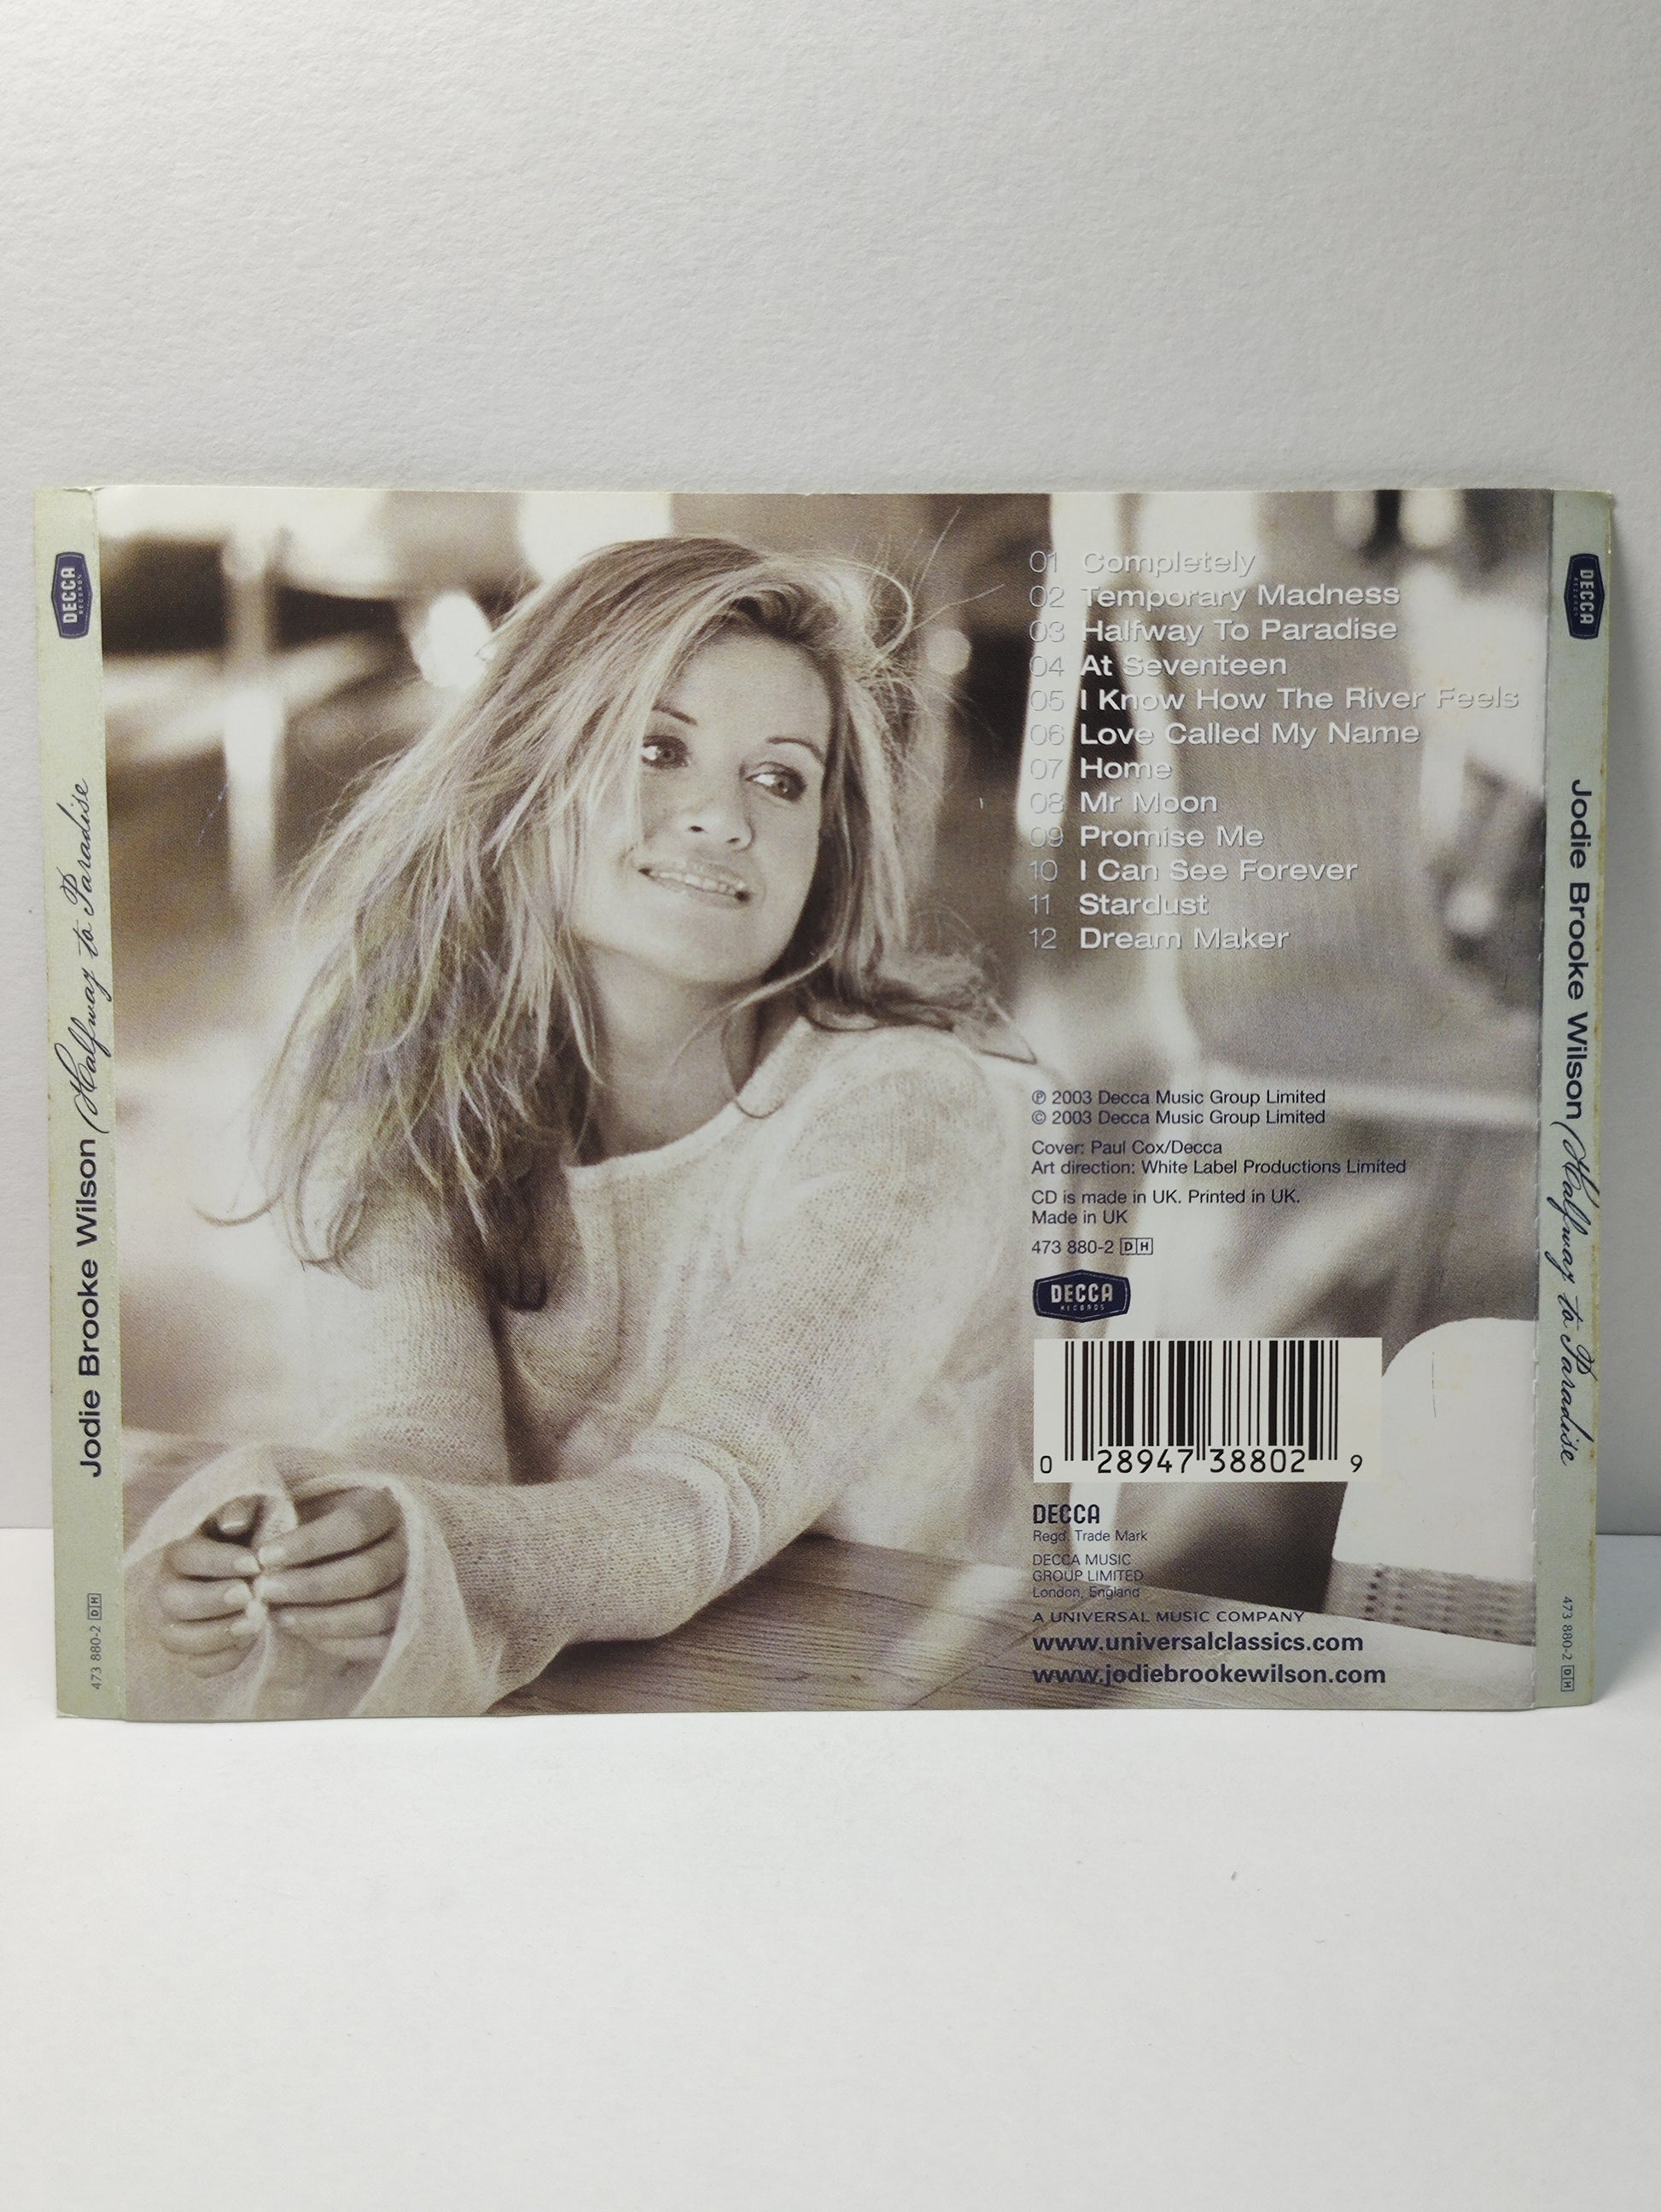 DECCA
RECORDS
Jodie Brooke Wilson Halfway to Paradise
473 880-2 DH
01 Completely
02 Temporary Madness
03 Halfway To Paradise
04 At Seventeen
05 I Know How The River Feels
06 Love Called My Name
07 Home
08 Mr Moon
09 Promise Me
10 I Can See Forever
11 Stardust
12 Dream Maker
℗ 2003 Decca Music Group Limited
© 2003 Decca Music Group Limited
Cover: Paul Cox/Decca
Art direction: White Label Productions Limited
CD is made in UK. Printed in UK.
Made in UK
473 880-2 DH
DECCA
RECORDS
0 28947 38802 9
DECCA
Regd. Trade Mark
DECCA MUSIC
GROUP LIMITED
London, England
A UNIVERSAL MUSIC COMPANY
www.universalclassics.com
www.jodiebrookewilson.com
DECCA
RECORDS
Jodie Brooke Wilson Halfway to Paradise
473 880-2 DH